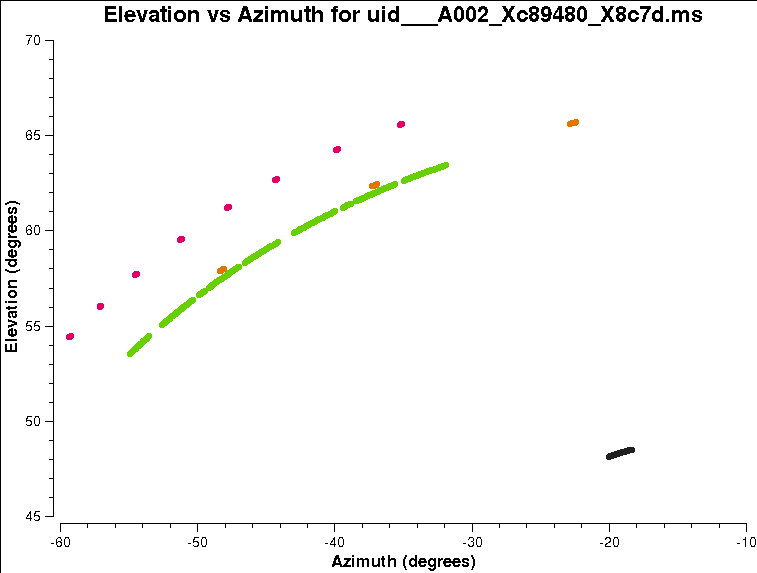 Elevation vs Azimuth for uid___A002_Xc89480_X8c7d.ms
70
65
60
55
50
45
Elevation (degrees)
-60 -50 -40 -30 -20 -10
Azimuth (degrees)